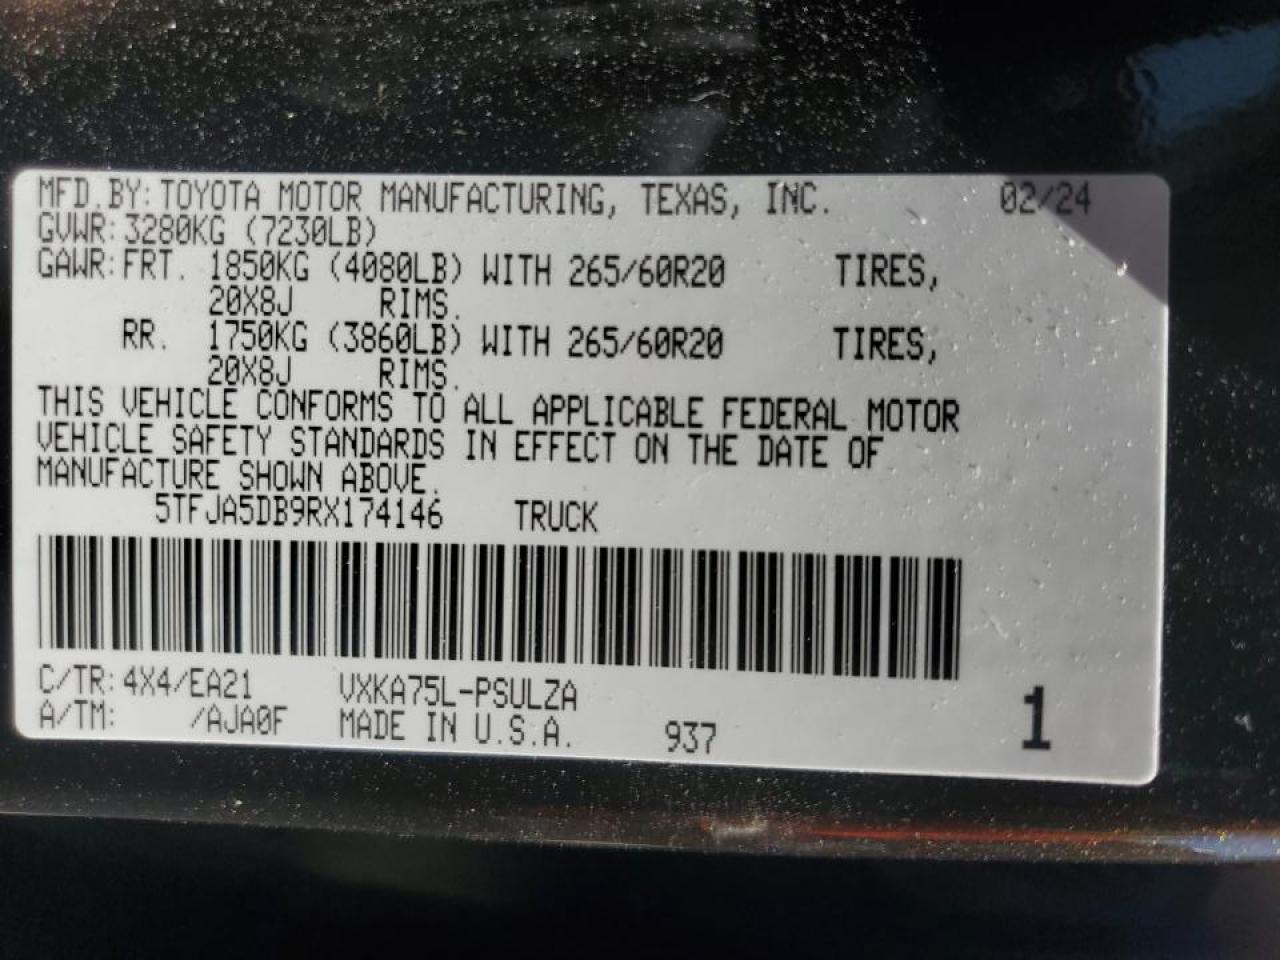 MFD.BY: TOYOTA MOTOR MANUFACTURING, TEXAS, INC. 02/24
GVWR: 3280KG (7230LB)
GAWR: FRT. 1850KG (4080LB) WITH 265/60R20 TIRES,
20X8J RIMS.
RR. 1750KG (3860LB) WITH 265/60R20 TIRES,
20X8J RIMS.
THIS VEHICLE CONFORMS TO ALL APPLICABLE FEDERAL MOTOR
VEHICLE SAFETY STANDARDS IN EFFECT ON THE DATE OF
MANUFACTURE SHOWN ABOVE.
5TFJA5DB9RX174146 TRUCK
C/TR: 4X4/EA21 VXKA75L-PSULZA
A/TM: /AJA0F MADE IN U.S.A. 937 1